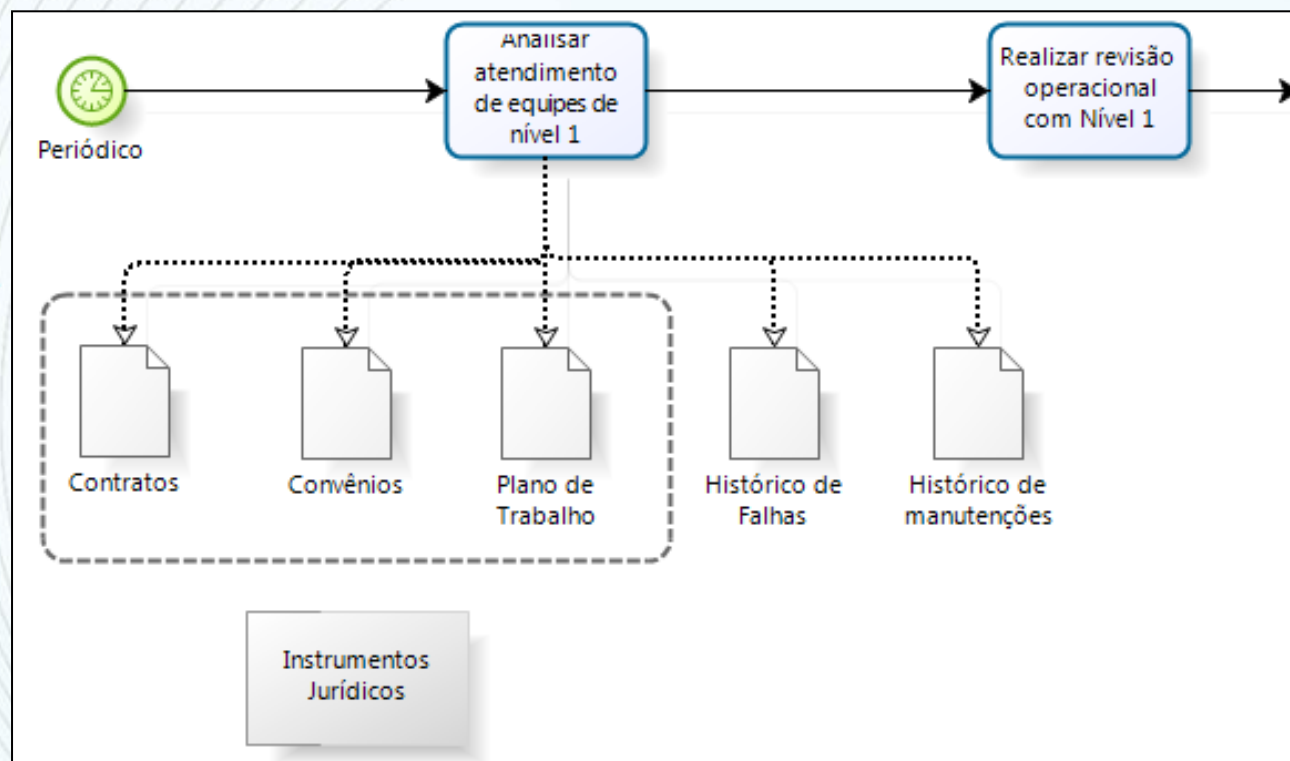 Analisar
atendimento
de equipes de
nível 1
Realizar revisão
operacional
com Nível 1
Periódico
Contratos
Convênios
Plano de
Trabalho
Histórico de
Falhas
Histórico de
manutenções
Instrumentos
Jurídicos